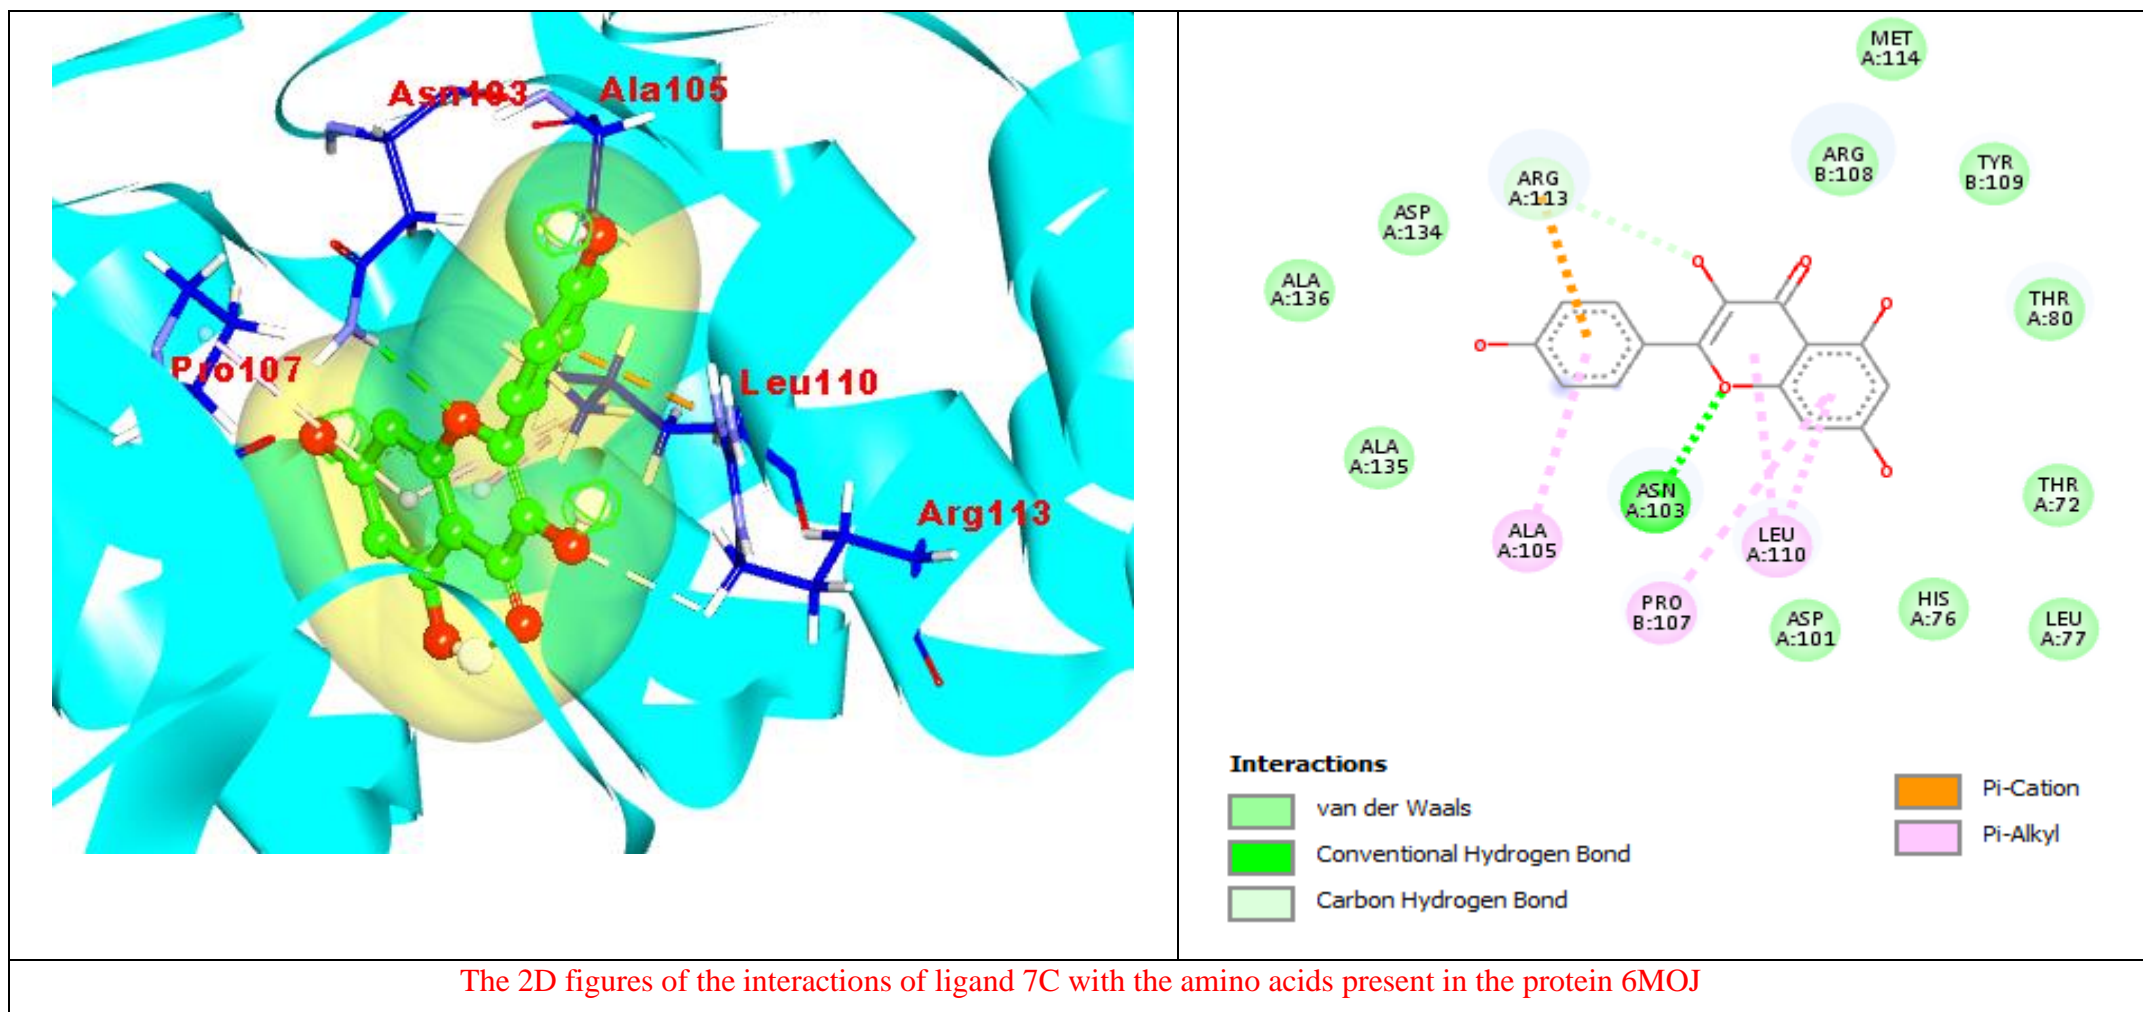 Asn103
Ala105
Pro107
Leu110
Arg113
MET
A:114
ARG
B:108
TYR
B:109
ARG
A:113
ASP
A:134
ALA
A:136
THR
A:80
ALA
A:135
ASN
A:103
THR
A:72
ALA
A:105
LEU
A:110
PRO
B:107
ASP
A:101
HIS
A:76
LEU
A:77
O
O
O
O
O
O
Interactions
van der Waals
Conventional Hydrogen Bond
Carbon Hydrogen Bond
Pi-Cation
Pi-Alkyl
The 2D figures of the interactions of ligand 7C with the amino acids present in the protein 6MOJ